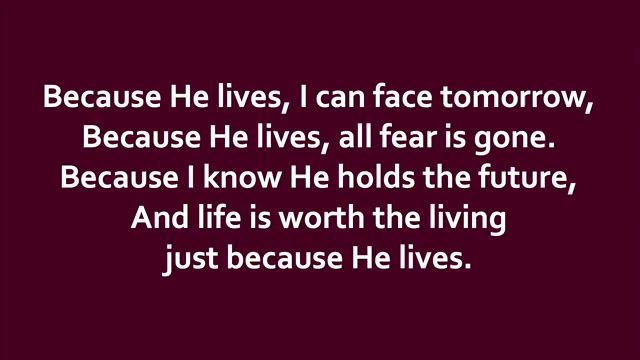 Because He lives, I can face tomorrow,
Because He lives, all fear is gone.
Because I know He holds the future,
And life is worth the living
just because He lives.